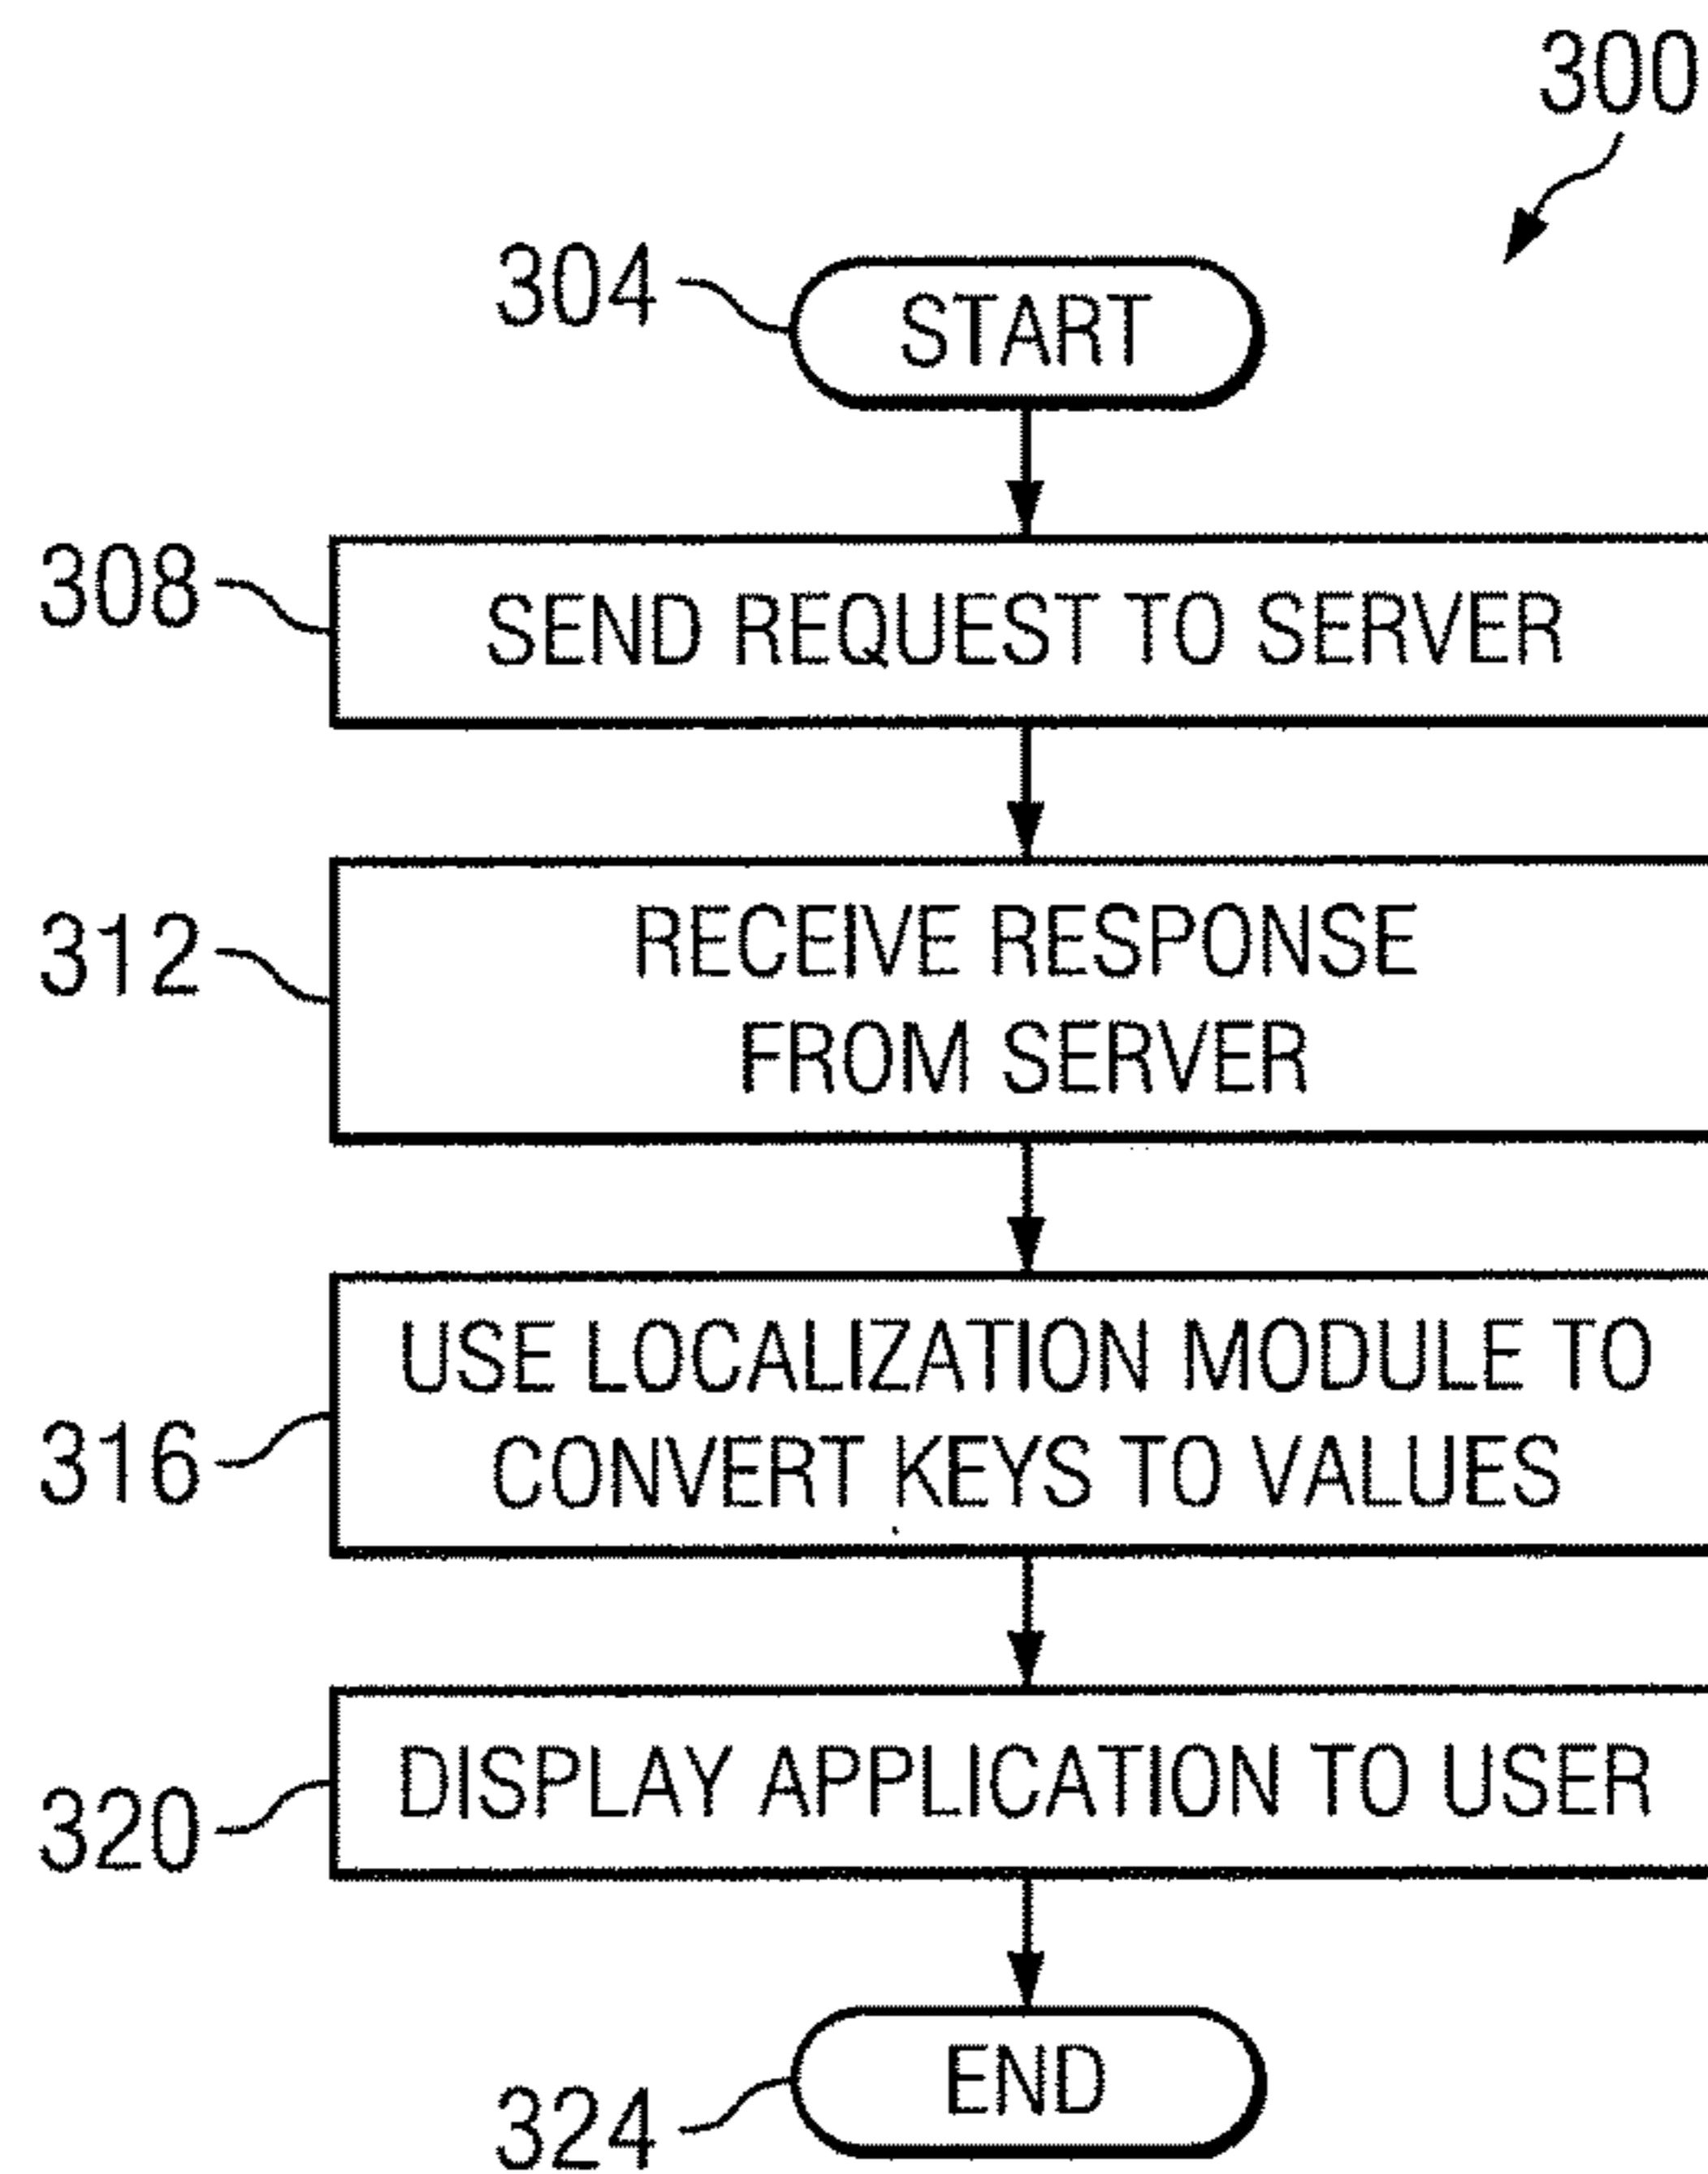 300
304
START
308
SEND REQUEST TO SERVER
312
RECEIVE RESPONSE
FROM SERVER
316
USE LOCALIZATION MODULE TO
CONVERT KEYS TO VALUES
320
DISPLAY APPLICATION TO USER
324
END